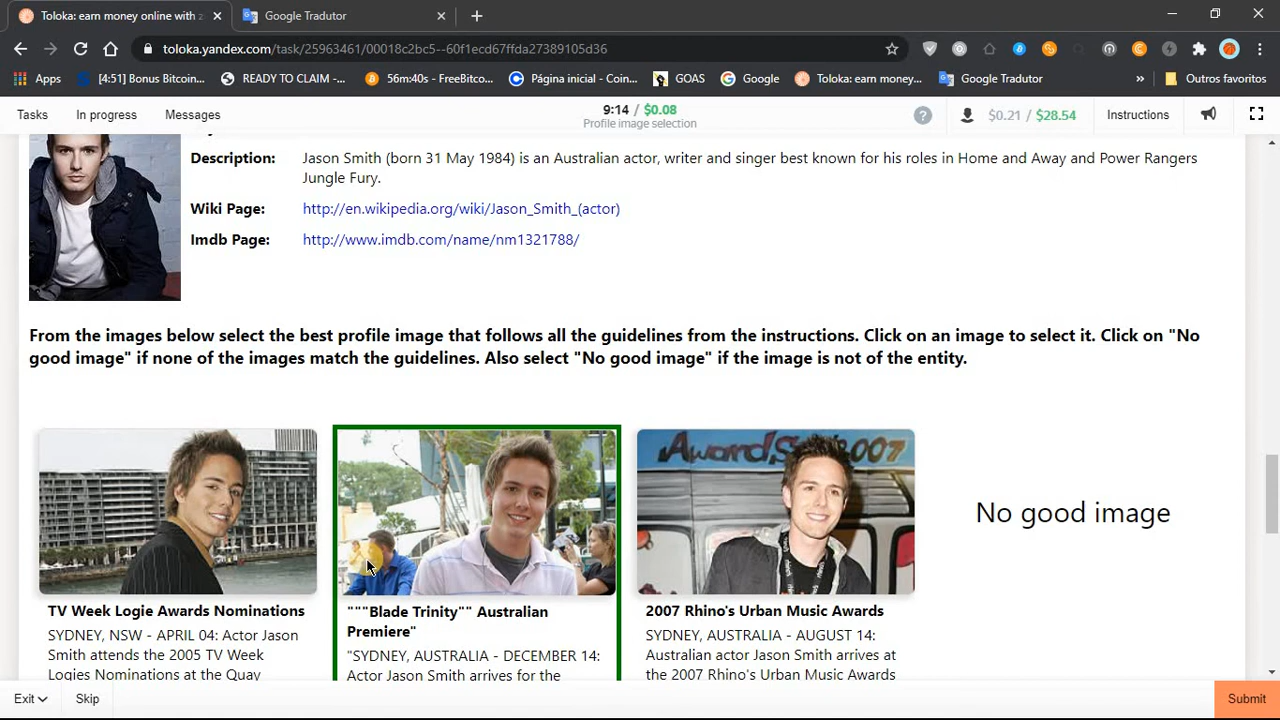 Toloka: earn money online with
Google Tradutor
toloka.yandex.com/task/25963461/00018c2bc5--60f1ecd67ffda27389105d36
Apps
[4:51] Bonus Bitcoin...
READY TO CLAIM -...
56m:40s - FreeBitco...
Página inicial - Coin...
GOAS
Google
Toloka: earn money...
Google Tradutor
»
Outros favoritos
Tasks
In progress
Messages
9:14 / $0.08
Profile image selection
?
$0.21 / $28.54
Instructions
Description:
Jason Smith (born 31 May 1984) is an Australian actor, writer and singer best known for his roles in Home and Away and Power Rangers
Jungle Fury.
Wiki Page:
http://en.wikipedia.org/wiki/Jason_Smith_(actor)
Imdb Page:
http://www.imdb.com/name/nm1321788/
From the images below select the best profile image that follows all the guidelines from the instructions. Click on an image to select it. Click on "No
good image" if none of the images match the guidelines. Also select "No good image" if the image is not of the entity.
2007
No good image
TV Week Logie Awards Nominations
SYDNEY, NSW - APRIL 04: Actor Jason
Smith attends the 2005 TV Week
Logies Nominations at the Quay
"""Blade Trinity"" Australian
Premiere"
"SYDNEY, AUSTRALIA - DECEMBER 14:
Actor Jason Smith arrives for the
2007 Rhino's Urban Music Awards
SYDNEY, AUSTRALIA - AUGUST 14:
Australian actor Jason Smith arrives at
the 2007 Rhino's Urban Music Awards
Exit
Skip
Submit